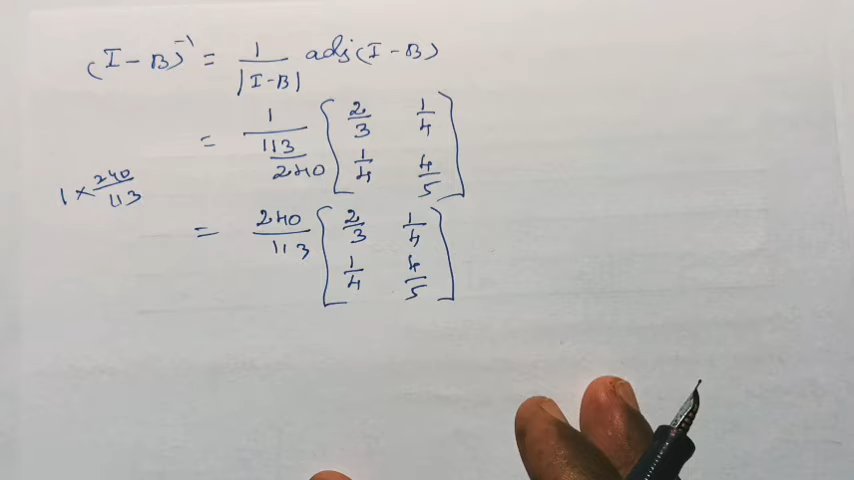 (I - B)⁻¹ = 1/|I-B| adj(I - B)
= 1/(113/240) [2/3 1/4
1/4 4/5]
1 × 240/113
= 240/113 [2/3 1/4
1/4 4/5]